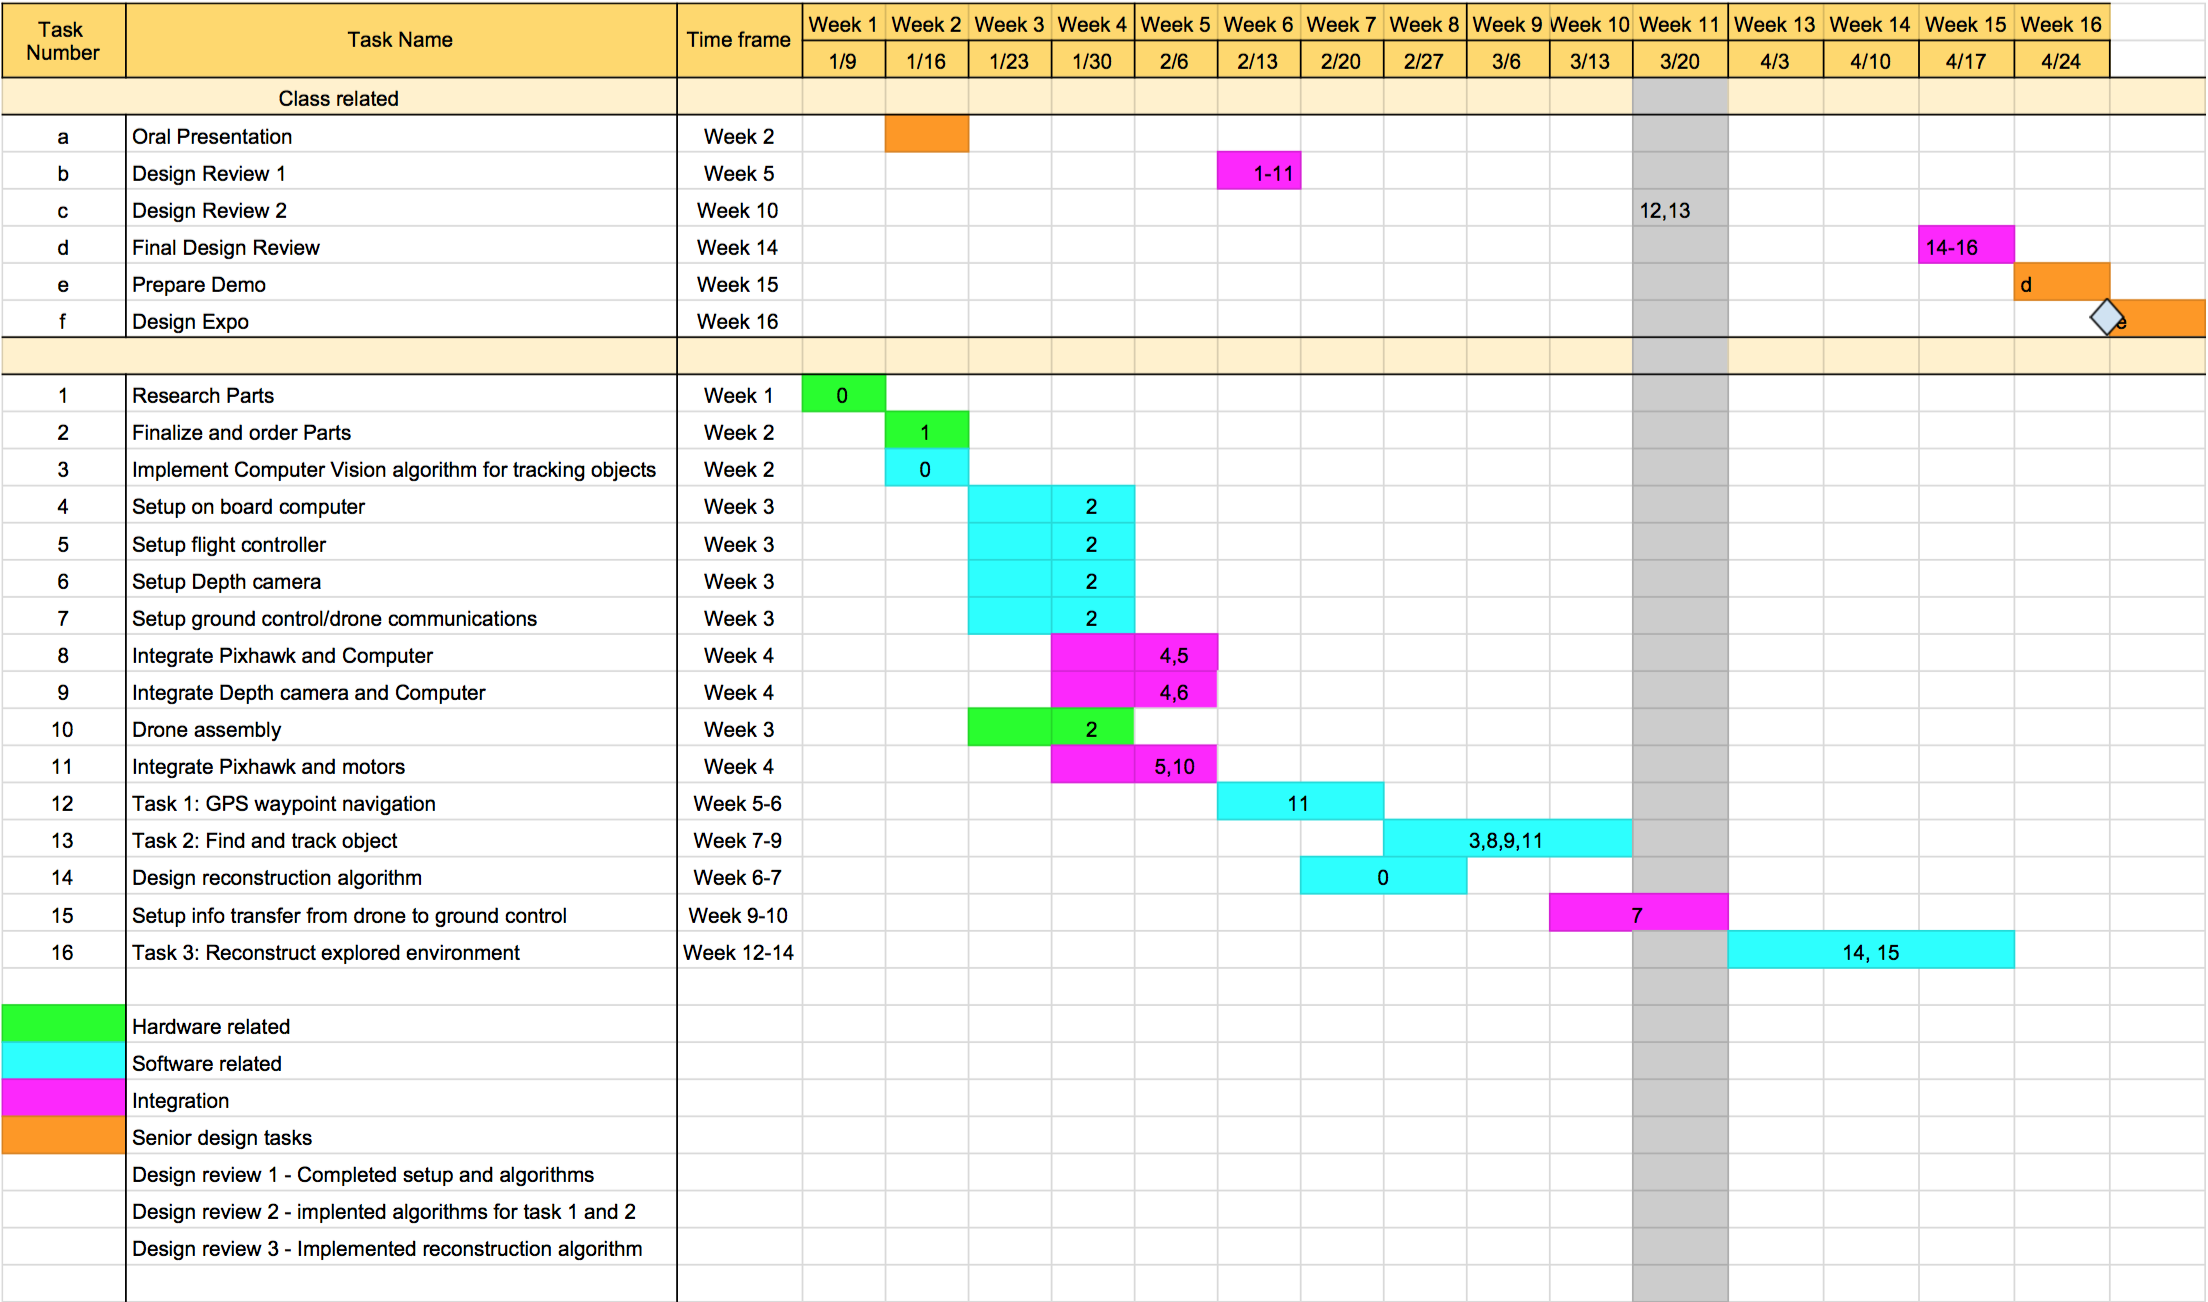 Task Number Task Name Time frame Week 1 Week 2 Week 3 Week 4 Week 5 Week 6 Week 7 Week 8 Week 9 Week 10 Week 11 Week 13 Week 14 Week 15 Week 16
1/9 1/16 1/23 1/30 2/6 2/13 2/20 2/27 3/6 3/13 3/20 4/3 4/10 4/17 4/24
Class related
a Oral Presentation Week 2
b Design Review 1 Week 5 1-11
c Design Review 2 Week 10 12,13
d Final Design Review Week 14 14-16
e Prepare Demo Week 15 d
f Design Expo Week 16 e
1 Research Parts Week 1 0
2 Finalize and order Parts Week 2 1
3 Implement Computer Vision algorithm for tracking objects Week 2 0
4 Setup on board computer Week 3 2
5 Setup flight controller Week 3 2
6 Setup Depth camera Week 3 2
7 Setup ground control/drone communications Week 3 2
8 Integrate Pixhawk and Computer Week 4 4,5
9 Integrate Depth camera and Computer Week 4 4,6
10 Drone assembly Week 3 2
11 Integrate Pixhawk and motors Week 4 5,10
12 Task 1: GPS waypoint navigation Week 5-6 11
13 Task 2: Find and track object Week 7-9 3,8,9,11
14 Design reconstruction algorithm Week 6-7 0
15 Setup info transfer from drone to ground control Week 9-10 7
16 Task 3: Reconstruct explored environment Week 12-14 14, 15
Hardware related
Software related
Integration
Senior design tasks
Design review 1 - Completed setup and algorithms
Design review 2 - implented algorithms for task 1 and 2
Design review 3 - Implemented reconstruction algorithm